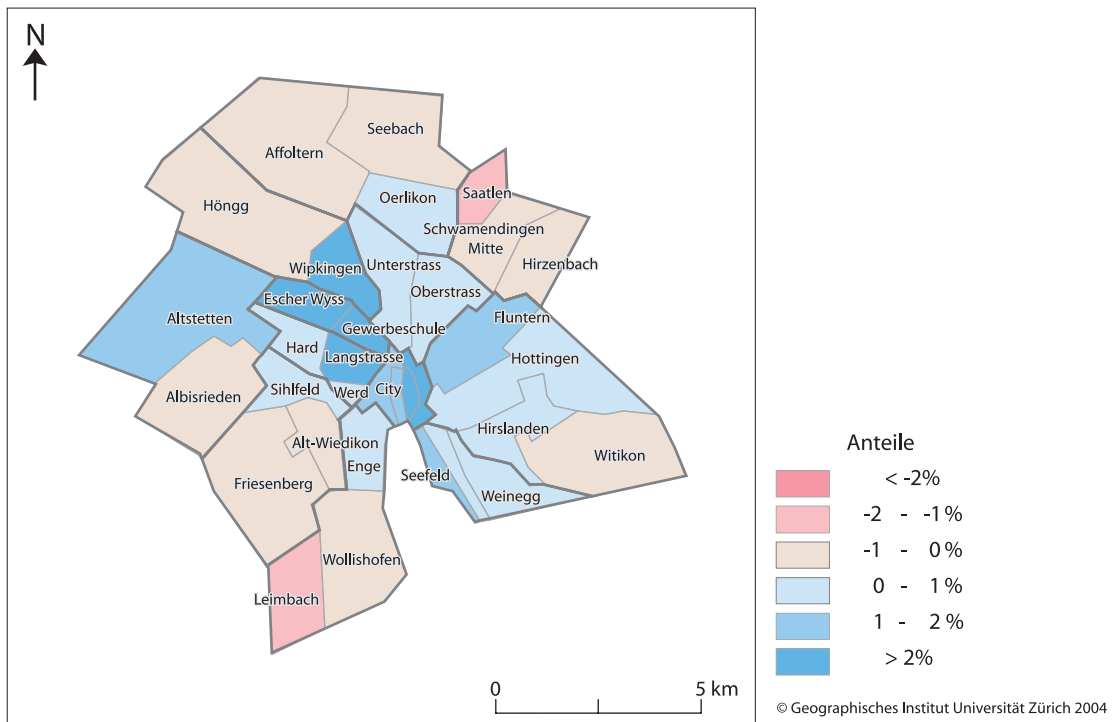 N
Seebach
Affoltern
Saatlen
Oerlikon
Höngg
Schwamendingen
Mitte
Hirzenbach
Unterstrass
Wipkingen
Oberstrass
Escher Wyss
Fluntern
Altstetten
Gewerbeschule
Hard
Langstrasse
Hottingen
Sihlfeld
Werd
City
Albisrieden
Hirslanden
Alt-Wiedikon
Witikon
Enge
Seefeld
Friesenberg
Weinegg
Wollishofen
Leimbach
0
5 km
Anteile
< -2%
-2 - -1%
-1 - 0%
0 - 1%
1 - 2%
> 2%
© Geographisches Institut Universität Zürich 2004